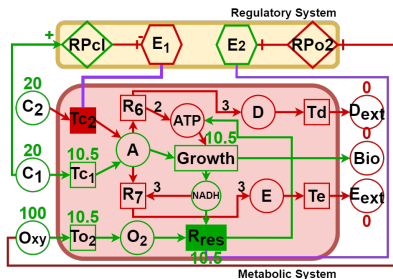 Regulatory System
+ RPcl - E1 E2 RPo2
20 0
C2 Tc2 R6 2 ATP 3 D Td Dext
10.5
20 10.5 A Growth Bio
C1 Tc1
R7 3 NADH 3 E Te Eext
100 10.5 0
Oxy To2 O2 Rres
10.5
Metabolic System